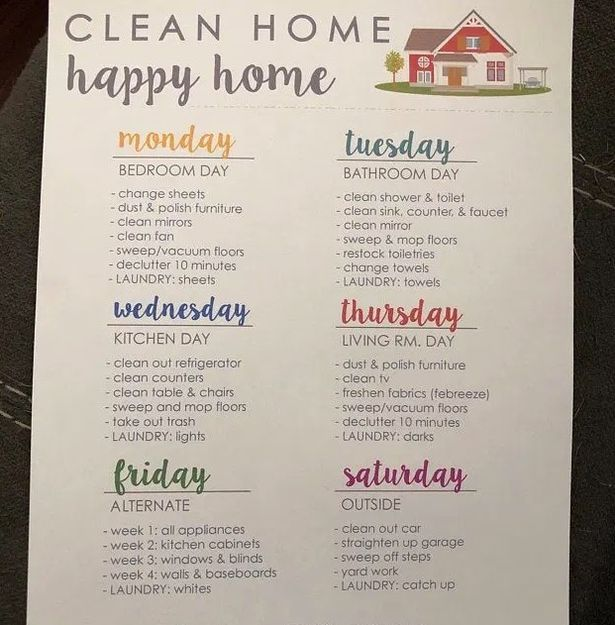 CLEAN HOME
happy home
monday
BEDROOM DAY
- change sheets
- dust & polish furniture
- clean mirrors
- clean fan
- sweep/vacuum floors
- declutter 10 minutes
- LAUNDRY: sheets
tuesday
BATHROOM DAY
- clean shower & toilet
- clean sink, counter, & faucet
- clean mirror
- sweep & mop floors
- restock toiletries
- change towels
- LAUNDRY: towels
wednesday
KITCHEN DAY
- clean out refrigerator
- clean counters
- clean table & chairs
- sweep and mop floors
- take out trash
- LAUNDRY: lights
thursday
LIVING RM. DAY
- dust & polish furniture
- clean tv
- freshen fabrics (febreeze)
- sweep/vacuum floors
- declutter 10 minutes
- LAUNDRY: darks
friday
ALTERNATE
- week 1: all appliances
- week 2: kitchen cabinets
- week 3: windows & blinds
- week 4: walls & baseboards
- LAUNDRY: whites
saturday
OUTSIDE
- clean out car
- straighten up garage
- sweep off steps
- yard work
- LAUNDRY: catch up